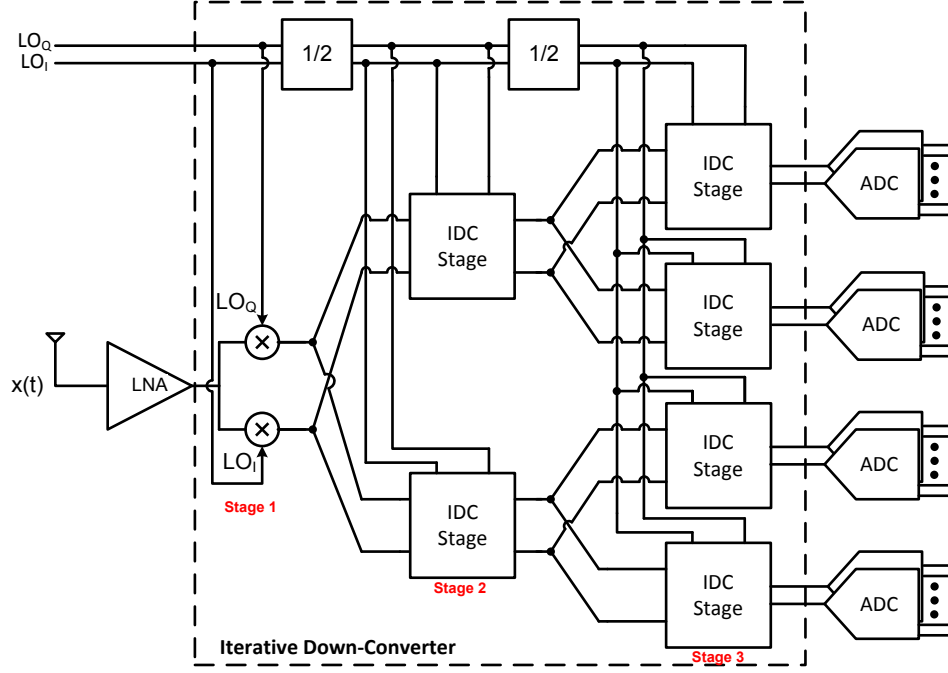 LOQ
LOI
1/2
1/2
IDC
Stage
ADC
IDC
Stage
IDC
Stage
ADC
LOQ
x(t)
LNA
LOI
IDC
Stage
ADC
Stage 1
IDC
Stage
Stage 2
IDC
Stage
ADC
Iterative Down-Converter
Stage 3